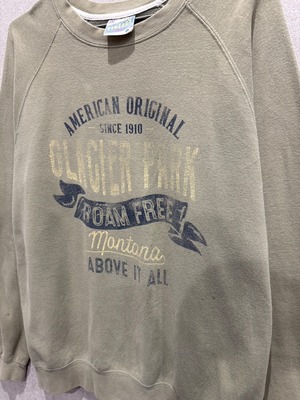 AMERICAN ORIGINAL
SINCE 1910
GLACIER PARK
ROAM FREE
Montana
ABOVE IT ALL